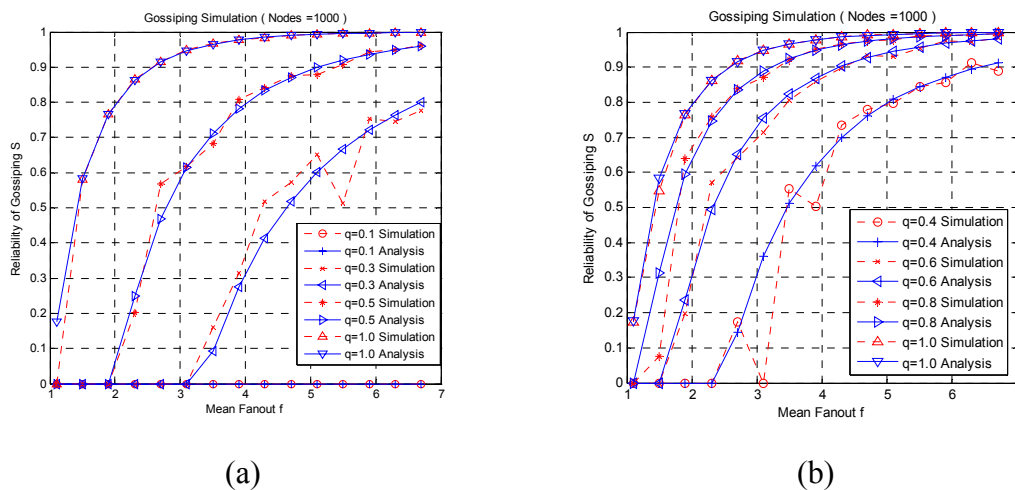 Gossiping Simulation ( Nodes =1000 )
1
0.9
0.8
0.7
0.6
0.5
0.4
0.3
0.2
0.1
0
Reliability of Gossiping S
q=0.1 Simulation
q=0.1 Analysis
q=0.3 Simulation
q=0.3 Analysis
q=0.5 Simulation
q=0.5 Analysis
q=1.0 Simulation
q=1.0 Analysis
1 2 3 4 5 6 7
Mean Fanout f
(a)
Gossiping Simulation ( Nodes =1000 )
1
0.9
0.8
0.7
0.6
0.5
0.4
0.3
0.2
0.1
0
Reliability of Gossiping S
q=0.4 Simulation
q=0.4 Analysis
q=0.6 Simulation
q=0.6 Analysis
q=0.8 Simulation
q=0.8 Analysis
q=1.0 Simulation
q=1.0 Analysis
1 2 3 4 5 6
Mean Fanout f
(b)